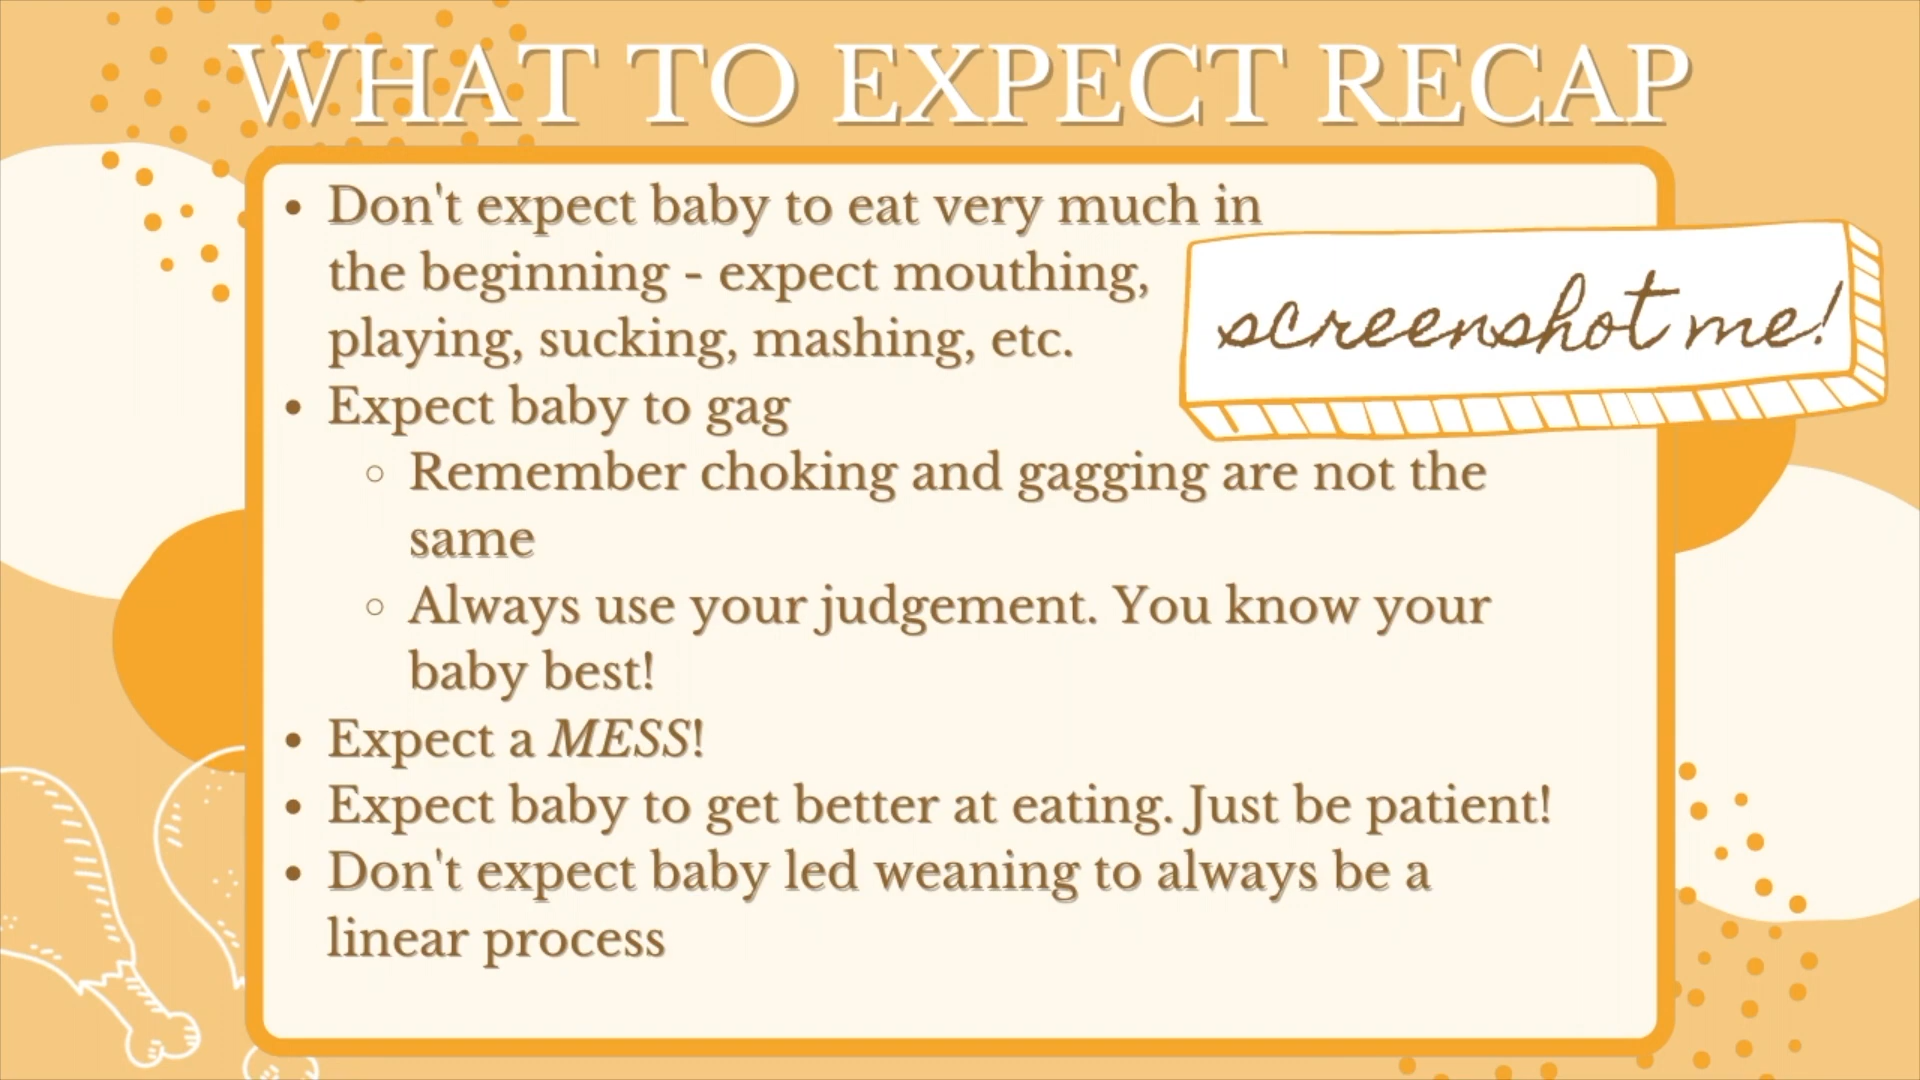 WHAT TO EXPECT RECAP
• Don't expect baby to eat very much in
the beginning - expect mouthing,
playing, sucking, mashing, etc.
screenshot me!
• Expect baby to gag
◦ Remember choking and gagging are not the
same
◦ Always use your judgement. You know your
baby best!
• Expect a MESS!
• Expect baby to get better at eating. Just be patient!
• Don't expect baby led weaning to always be a
linear process